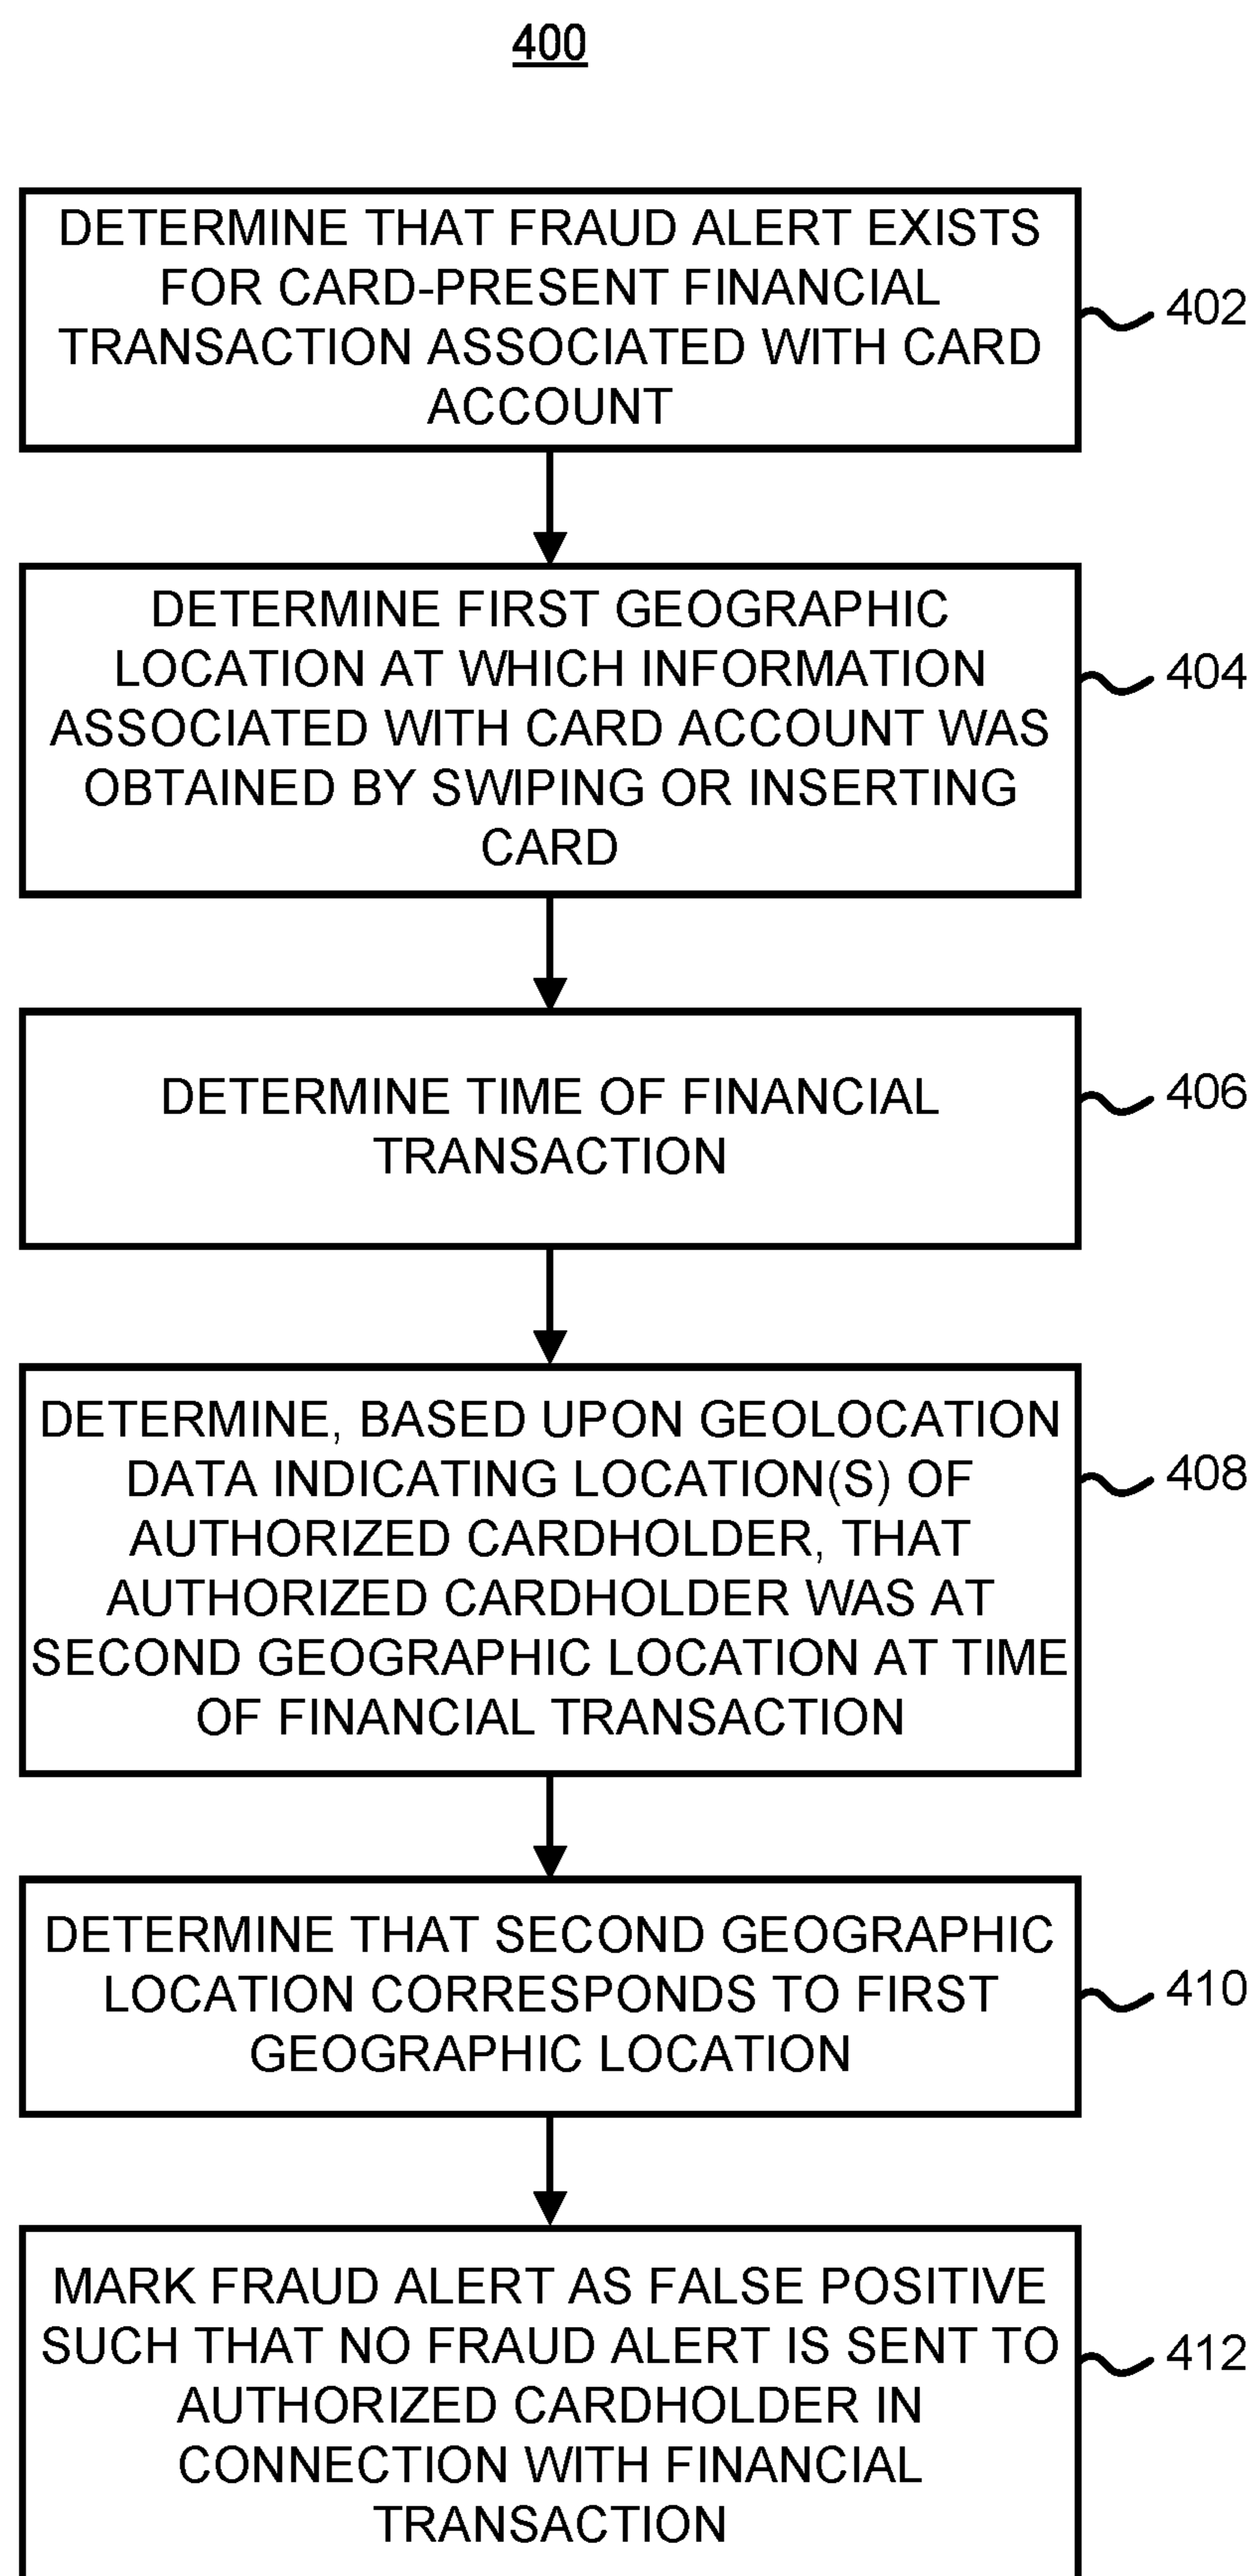 400
DETERMINE THAT FRAUD ALERT EXISTS
FOR CARD-PRESENT FINANCIAL
TRANSACTION ASSOCIATED WITH CARD
ACCOUNT
402
DETERMINE FIRST GEOGRAPHIC
LOCATION AT WHICH INFORMATION
ASSOCIATED WITH CARD ACCOUNT WAS
OBTAINED BY SWIPING OR INSERTING
CARD
404
DETERMINE TIME OF FINANCIAL
TRANSACTION
406
DETERMINE, BASED UPON GEOLOCATION
DATA INDICATING LOCATION(S) OF
AUTHORIZED CARDHOLDER, THAT
AUTHORIZED CARDHOLDER WAS AT
SECOND GEOGRAPHIC LOCATION AT TIME
OF FINANCIAL TRANSACTION
408
DETERMINE THAT SECOND GEOGRAPHIC
LOCATION CORRESPONDS TO FIRST
GEOGRAPHIC LOCATION
410
MARK FRAUD ALERT AS FALSE POSITIVE
SUCH THAT NO FRAUD ALERT IS SENT TO
AUTHORIZED CARDHOLDER IN
CONNECTION WITH FINANCIAL
TRANSACTION
412